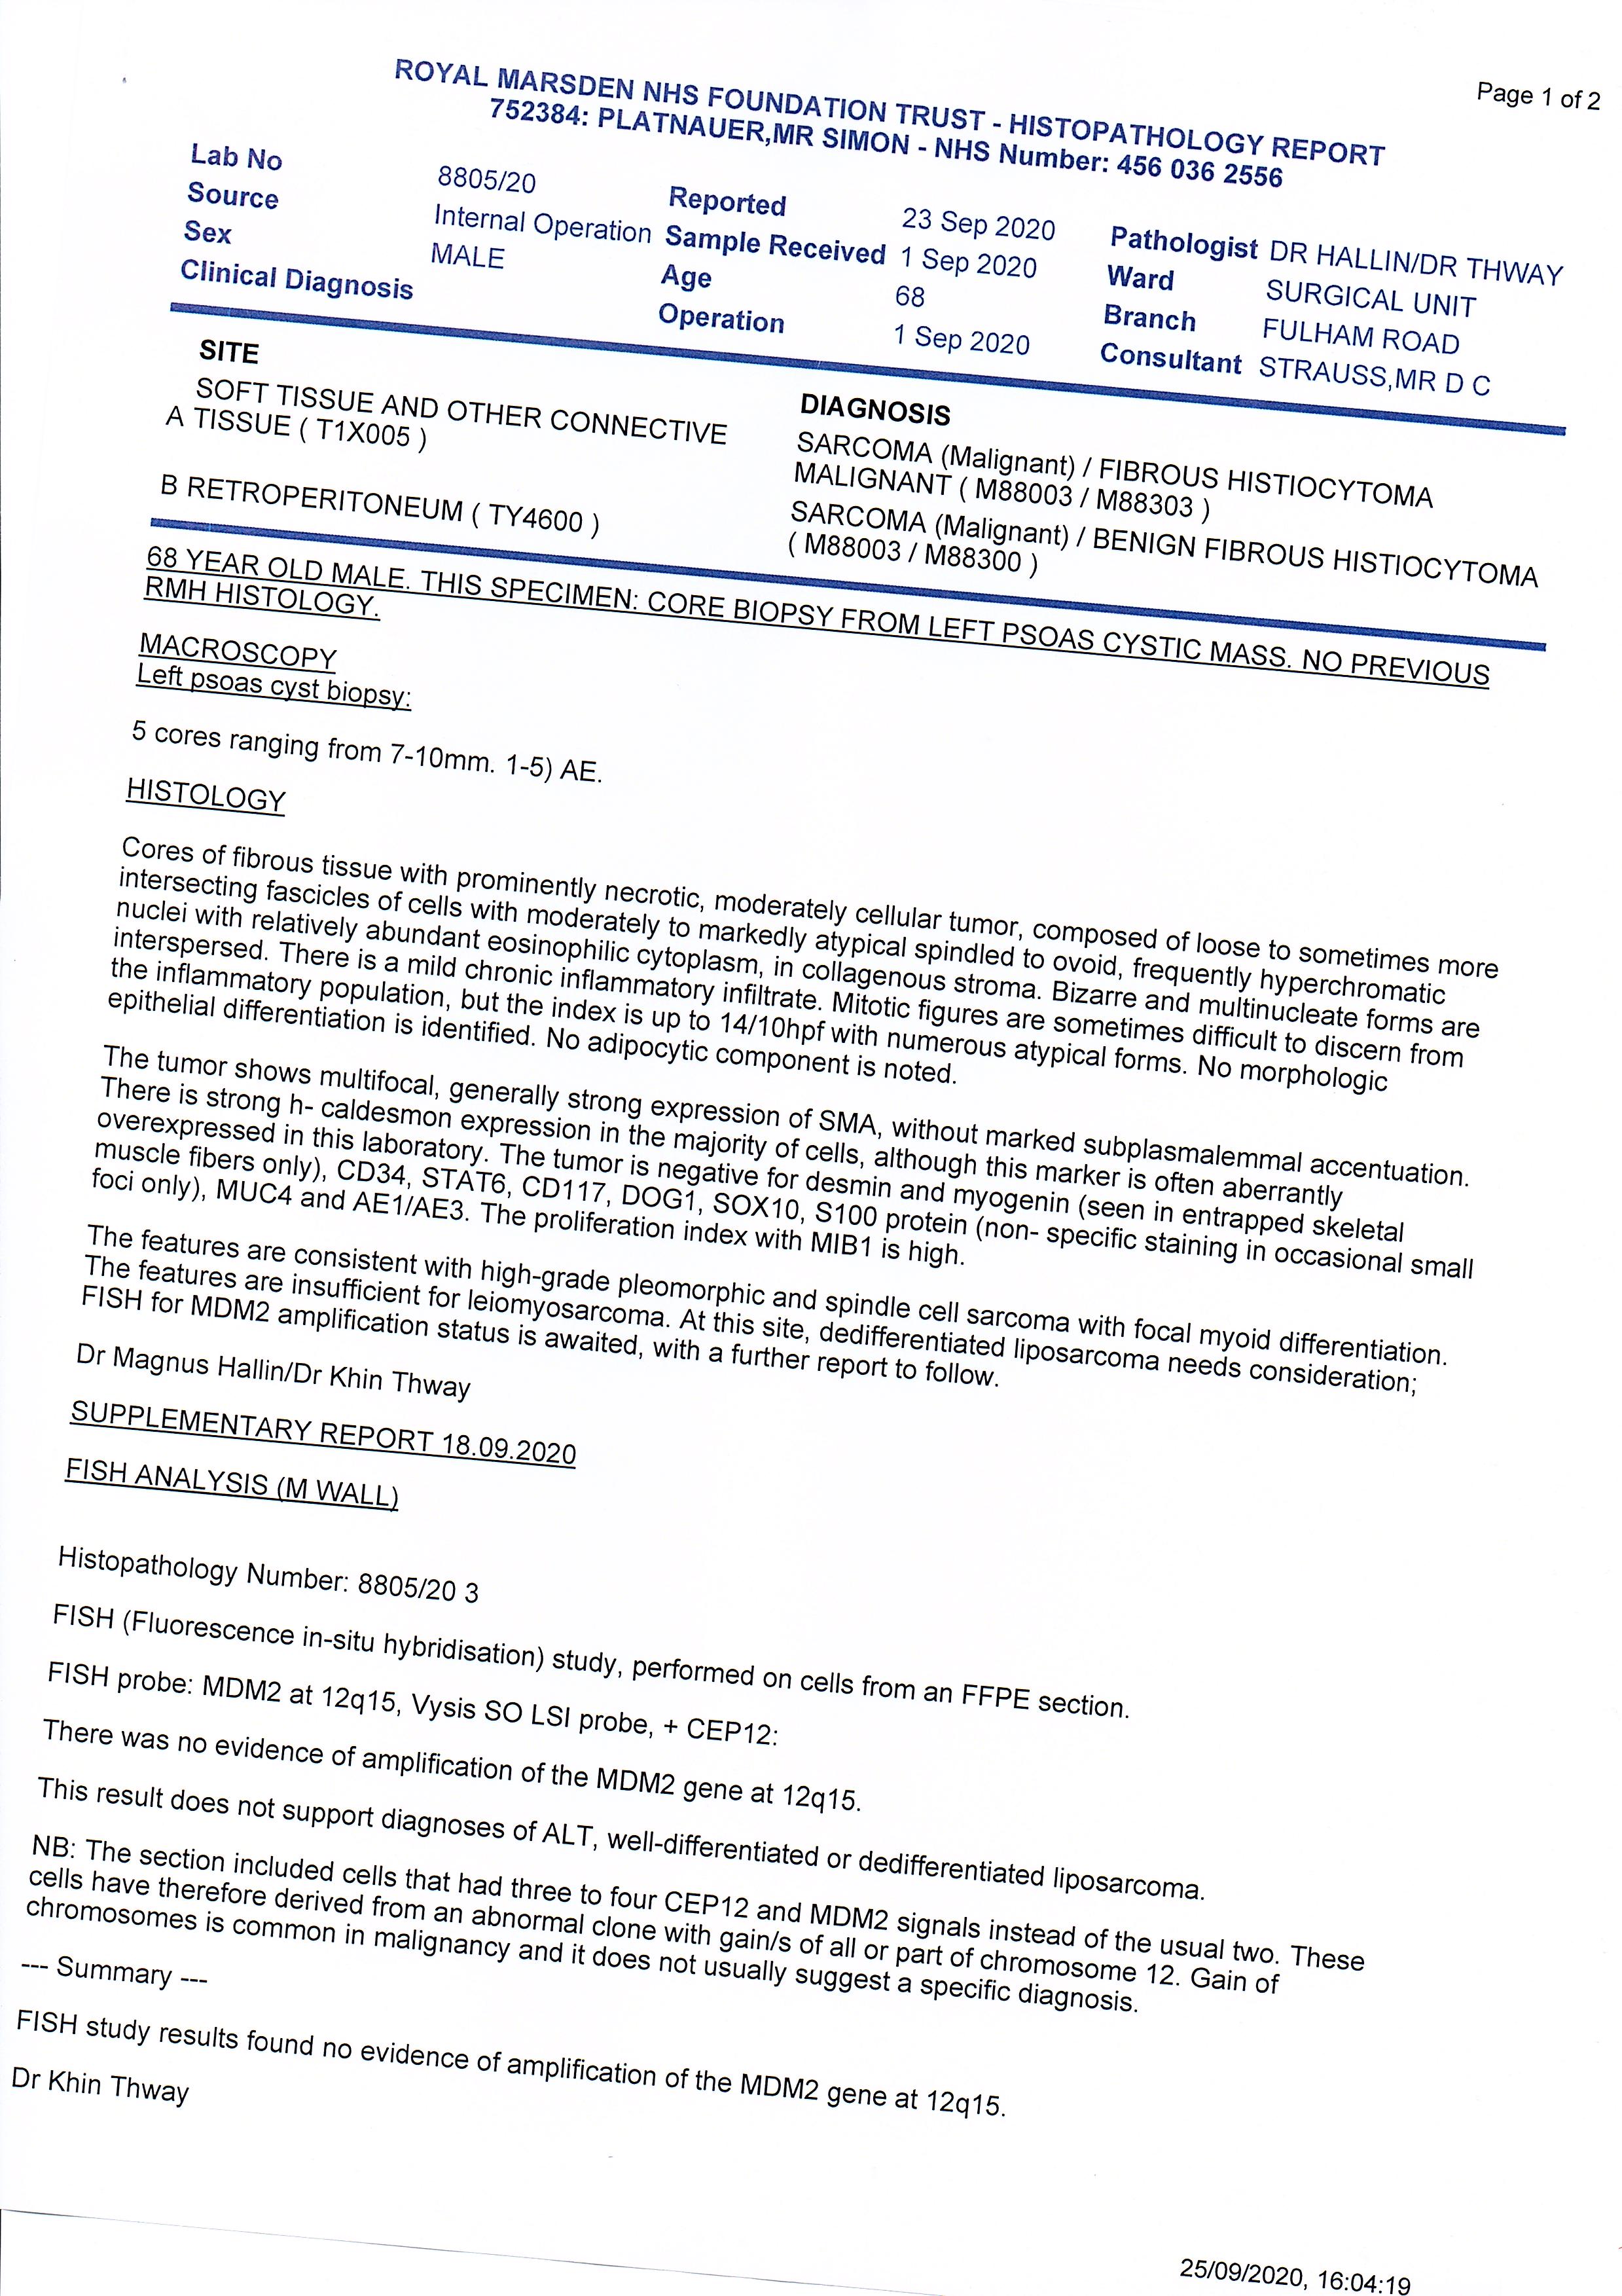 Page 1 of 2
ROYAL MARSDEN NHS FOUNDATION TRUST - HISTOPATHOLOGY REPORT
752384: PLATNAUER,MR SIMON - NHS Number: 456 036 2556
Lab No 8805/20 Reported 23 Sep 2020 Pathologist DR HALLIN/DR THWAY
Source Internal Operation Sample Received 1 Sep 2020 Ward SURGICAL UNIT
Sex MALE Age 68 Branch FULHAM ROAD
Clinical Diagnosis Operation 1 Sep 2020 Consultant STRAUSS,MR D C
SITE DIAGNOSIS
SOFT TISSUE AND OTHER CONNECTIVE SARCOMA (Malignant) / FIBROUS HISTIOCYTOMA
A TISSUE ( T1X005 ) MALIGNANT ( M88003 / M88303 )
B RETROPERITONEUM ( TY4600 ) SARCOMA (Malignant) / BENIGN FIBROUS HISTIOCYTOMA
( M88003 / M88300 )
68 YEAR OLD MALE. THIS SPECIMEN: CORE BIOPSY FROM LEFT PSOAS CYSTIC MASS. NO PREVIOUS
RMH HISTOLOGY.
MACROSCOPY
Left psoas cyst biopsy:
5 cores ranging from 7-10mm. 1-5) AE.
HISTOLOGY
Cores of fibrous tissue with prominently necrotic, moderately cellular tumor, composed of loose to sometimes more
intersecting fascicles of cells with moderately to markedly atypical spindled to ovoid, frequently hyperchromatic
nuclei with relatively abundant eosinophilic cytoplasm, in collagenous stroma. Bizarre and multinucleate forms are
interspersed. There is a mild chronic inflammatory infiltrate. Mitotic figures are sometimes difficult to discern from
the inflammatory population, but the index is up to 14/10hpf with numerous atypical forms. No morphologic
epithelial differentiation is identified. No adipocytic component is noted.
The tumor shows multifocal, generally strong expression of SMA, without marked subplasmalemmal accentuation.
There is strong h- caldesmon expression in the majority of cells, although this marker is often aberrantly
overexpressed in this laboratory. The tumor is negative for desmin and myogenin (seen in entrapped skeletal
muscle fibers only), CD34, STAT6, CD117, DOG1, SOX10, S100 protein (non- specific staining in occasional small
foci only), MUC4 and AE1/AE3. The proliferation index with MIB1 is high.
The features are consistent with high-grade pleomorphic and spindle cell sarcoma with focal myoid differentiation.
The features are insufficient for leiomyosarcoma. At this site, dedifferentiated liposarcoma needs consideration;
FISH for MDM2 amplification status is awaited, with a further report to follow.
Dr Magnus Hallin/Dr Khin Thway
SUPPLEMENTARY REPORT 18.09.2020
FISH ANALYSIS (M WALL)
Histopathology Number: 8805/20 3
FISH (Fluorescence in-situ hybridisation) study, performed on cells from an FFPE section.
FISH probe: MDM2 at 12q15, Vysis SO LSI probe, + CEP12:
There was no evidence of amplification of the MDM2 gene at 12q15.
This result does not support diagnoses of ALT, well-differentiated or dedifferentiated liposarcoma.
NB: The section included cells that had three to four CEP12 and MDM2 signals instead of the usual two. These
cells have therefore derived from an abnormal clone with gain/s of all or part of chromosome 12. Gain of
chromosomes is common in malignancy and it does not usually suggest a specific diagnosis.
--- Summary ---
FISH study results found no evidence of amplification of the MDM2 gene at 12q15.
Dr Khin Thway
25/09/2020, 16:04:19